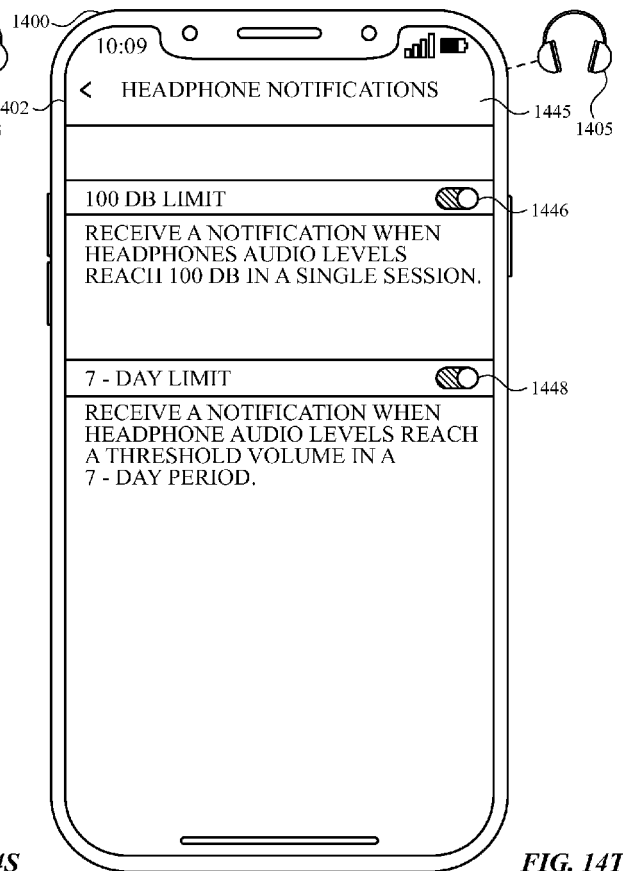 1400
10:09
1402
< HEADPHONE NOTIFICATIONS
1445
1405
100 DB LIMIT
1446
RECEIVE A NOTIFICATION WHEN
HEADPHONES AUDIO LEVELS
REACH 100 DB IN A SINGLE SESSION.
7 - DAY LIMIT
1448
RECEIVE A NOTIFICATION WHEN
HEADPHONE AUDIO LEVELS REACH
A THRESHOLD VOLUME IN A
7 - DAY PERIOD.
4S
FIG. 14T